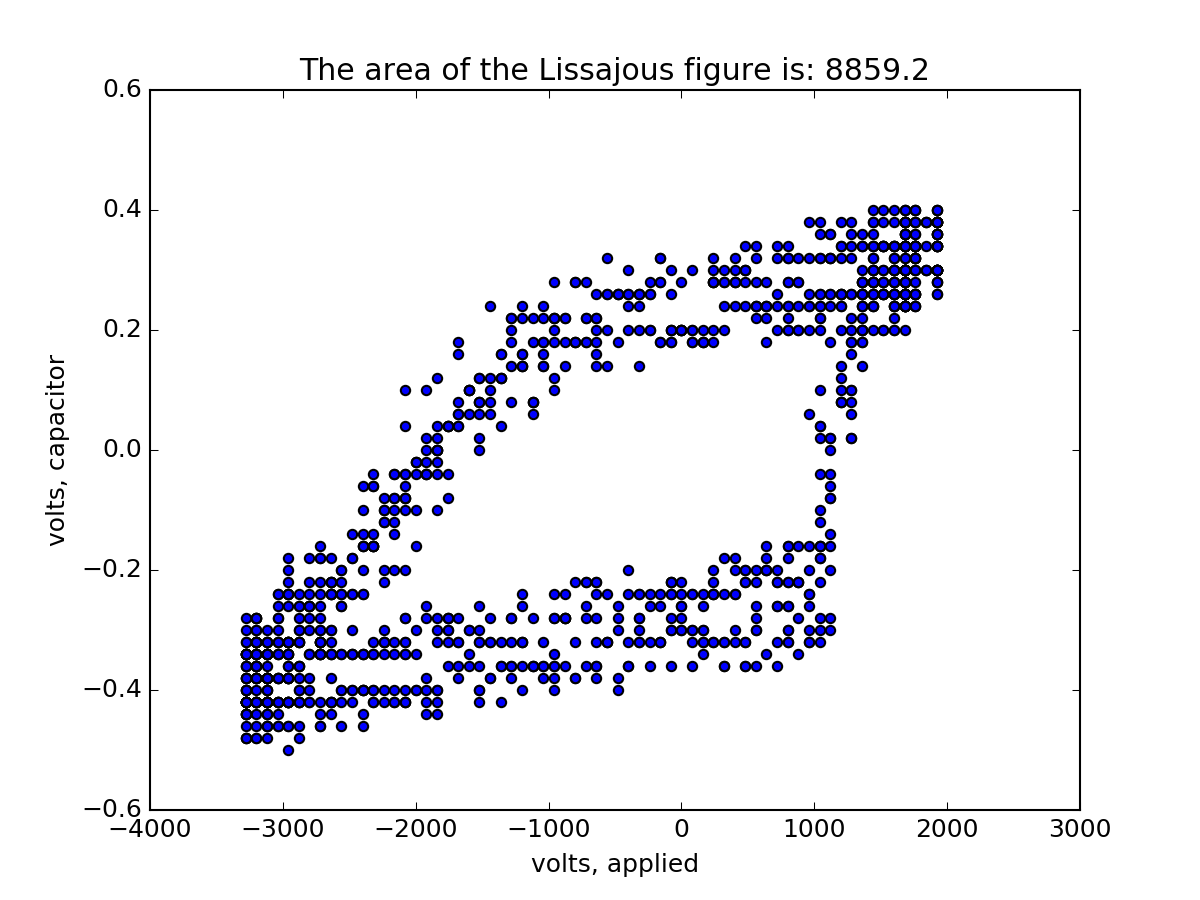 The area of the Lissajous figure is: 8859.2
0.6
0.4
0.2
0.0
−0.2
−0.4
−0.6
volts, capacitor
−4000 −3000 −2000 −1000 0 1000 2000 3000
volts, applied